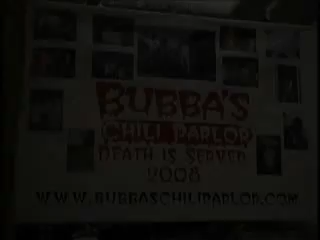 BUBBA'S
CHILI PARLOR
DEATH IS SERVED
2008
WWW.BUBBASCHILIPARLOR.COM